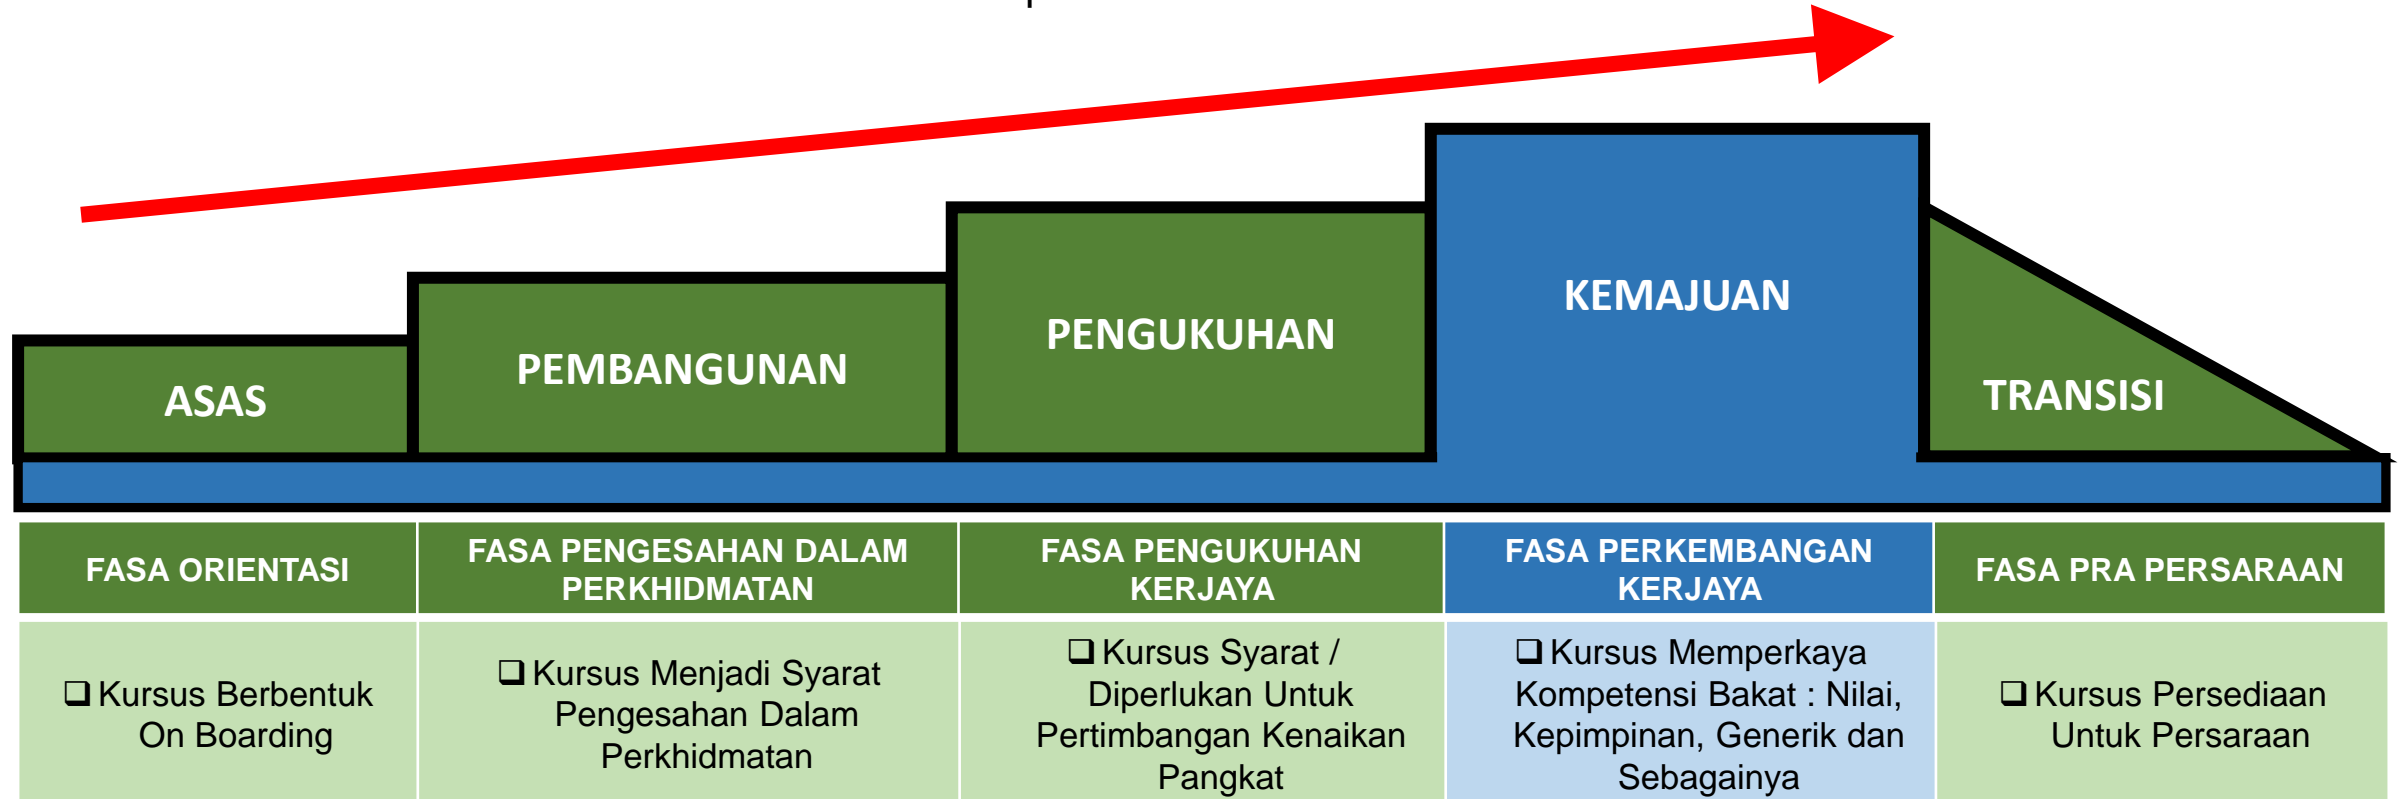 ASAS
PEMBANGUNAN
PENGUKUHAN
KEMAJUAN
TRANSISI
FASA ORIENTASI
FASA PENGESAHAN DALAM
PERKHIDMATAN
FASA PENGUKUHAN
KERJAYA
FASA PERKEMBANGAN
KERJAYA
FASA PRA PERSARAAN
❑ Kursus Berbentuk
On Boarding
❑ Kursus Menjadi Syarat
Pengesahan Dalam
Perkhidmatan
❑ Kursus Syarat /
Diperlukan Untuk
Pertimbangan Kenaikan
Pangkat
❑ Kursus Memperkaya
Kompetensi Bakat : Nilai,
Kepimpinan, Generik dan
Sebagainya
❑ Kursus Persediaan
Untuk Persaraan